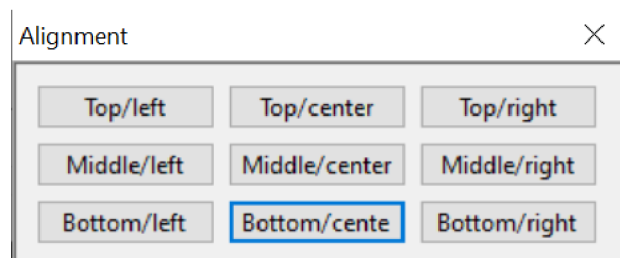 Alignment
Top/left Top/center Top/right
Middle/left Middle/center Middle/right
Bottom/left Bottom/cente Bottom/right